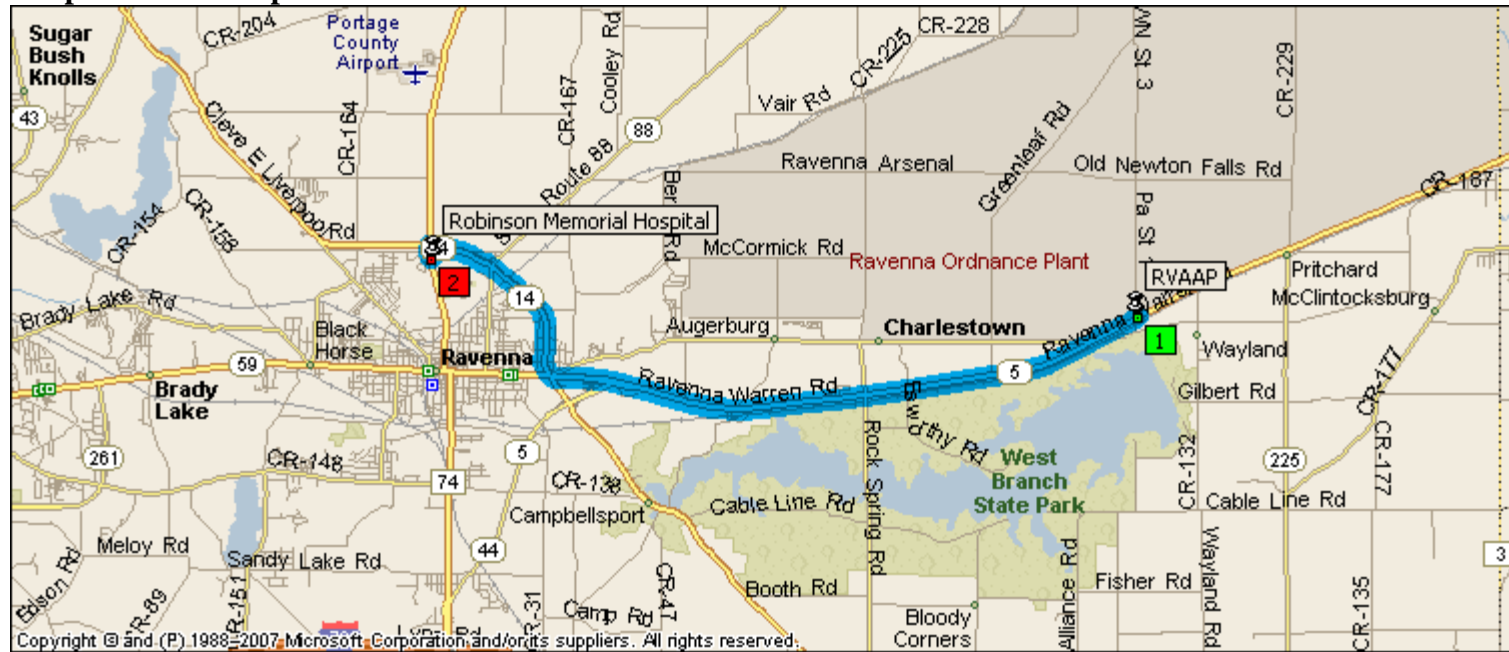 Sugar
Bush
Knolls
CR-204
Portage
County
Airport
CR-167
Cooley Rd
CR-225
CR-228
CR-229
43
Cleve E Liverpool Rd
CR-164
Vair Rd
88
Route 88
Ravenna Arsenal
Greenleaf Rd
Old Newton Falls Rd
CR-187
CR-154
CR-156
Robinson Memorial Hospital
McCormick Rd
Ravenna Ordnance Plant
RVAAP
Pritchard
2
14
McClintocksburg
Brady Lake Rd
Black
Horse
Augerburg
Charlestown
1
Wayland
59
Ravenna
Ravenna Warren Rd
5
Gilbert Rd
CR-177
Brady
Lake
261
CR-148
5
Rock Spring Rd
West
Branch
State Park
CR-132
225
CR-177
74
CR-138
Campbellsport
Cable Line Rd
Cable Line Rd
Meloy Rd
Sandy Lake Rd
44
Booth Rd
Alliance Rd
Fisher Rd
Wayland Rd
3
Edson Rd
CR-89
CR-151
CR-31
Camp Rd
CR-47
Bloody
Corners
CR-135
Copyright © and (P) 1988–2007 Microsoft Corporation and/or its suppliers. All rights reserved.